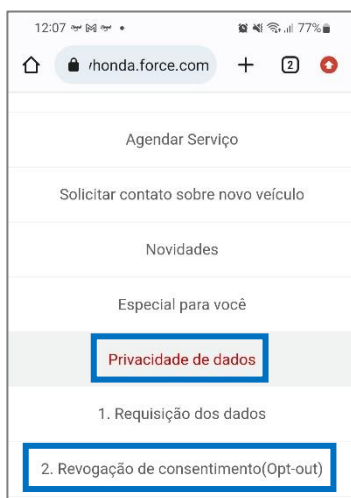 12:07
77%
/honda.force.com
2
Agendar Serviço
Solicitar contato sobre novo veículo
Novidades
Especial para você
Privacidade de dados
1. Requisição dos dados
2. Revogação de consentimento(Opt-out)